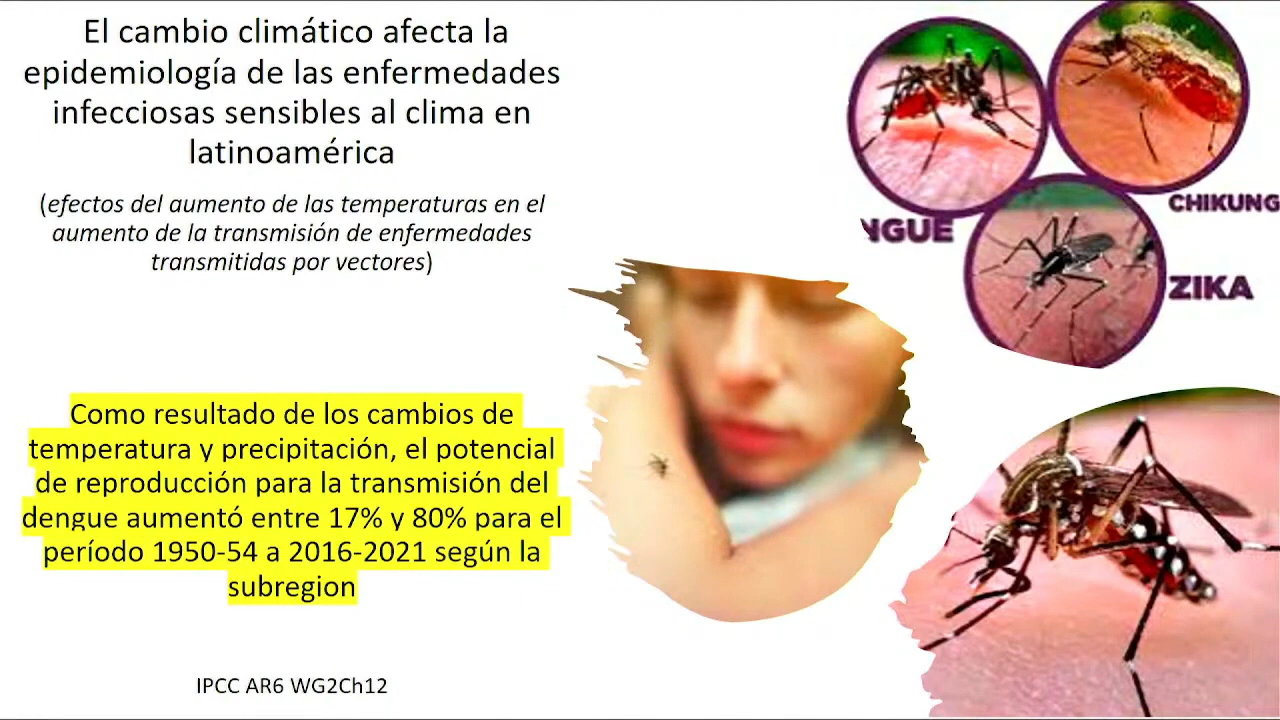 El cambio climático afecta la
epidemiología de las enfermedades
infecciosas sensibles al clima en
latinoamérica
(efectos del aumento de las temperaturas en el
aumento de la transmisión de enfermedades
transmitidas por vectores)
Como resultado de los cambios de
temperatura y precipitación, el potencial
de reproducción para la transmisión del
dengue aumentó entre 17% y 80% para el
período 1950-54 a 2016-2021 según la
subregion
IPCC AR6 WG2Ch12
NGUE
CHIKUNG
ZIKA